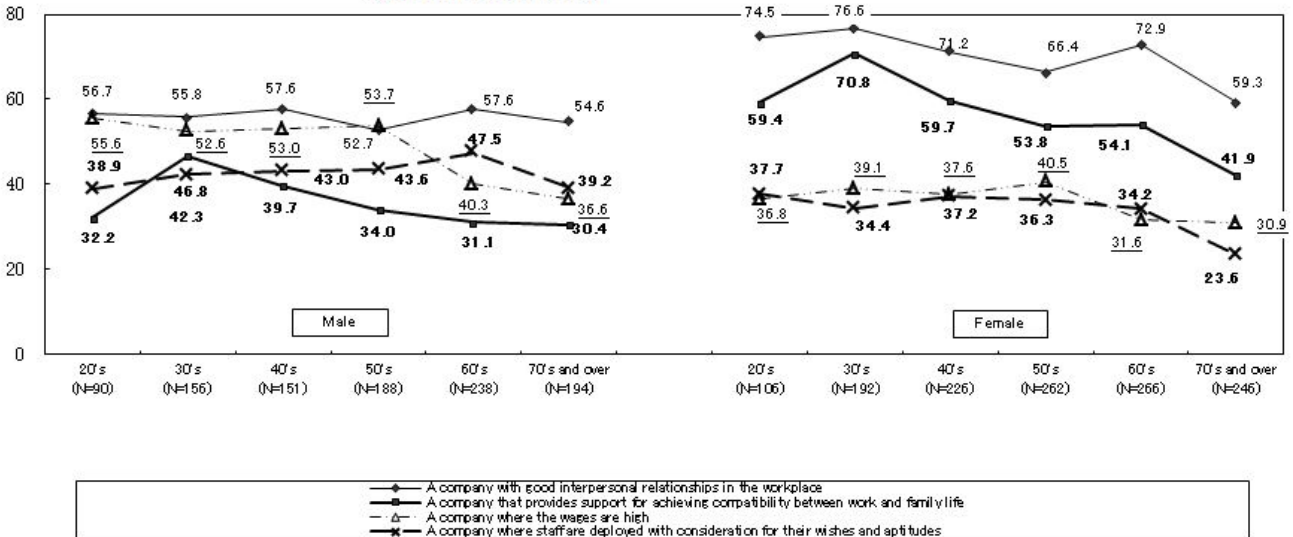 80
74.5 76.6 71.2 66.4 72.9 59.3
56.7 55.8 57.6 53.7 57.6 54.6
60
70.8
55.6 52.6 53.0 52.7 47.5
59.4 59.7 53.8 54.1 41.9
38.9 46.8 43.0 43.6 39.2
40
37.7 39.1 37.6 40.5 34.2
42.3 39.7 40.3 36.6
36.8 34.4 37.2 36.3 31.6 30.9
32.2 34.0 31.1 30.4
20
23.6
Male Female
0
20's 30's 40's 50's 60's 70's and over 20's 30's 40's 50's 60's 70's and over
(N=90) (N=156) (N=151) (N=188) (N=238) (N=194) (N=106) (N=192) (N=226) (N=262) (N=266) (N=246)
A company with good interpersonal relationships in the workplace
A company that provides support for achieving compatibility between work and family life
A company where the wages are high
A company where staff are deployed with consideration for their wishes and aptitudes